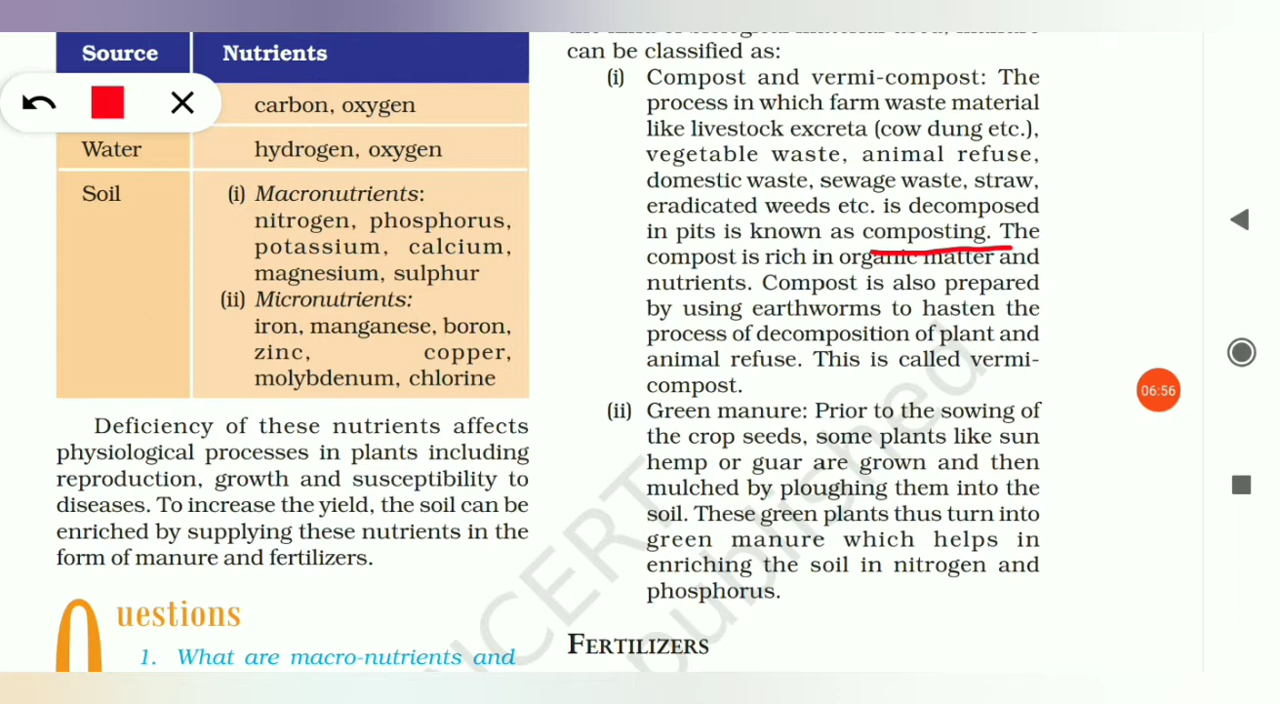 Source Nutrients
carbon, oxygen
Water hydrogen, oxygen
Soil (i) Macronutrients:
nitrogen, phosphorus,
potassium, calcium,
magnesium, sulphur
(ii) Micronutrients:
iron, manganese, boron,
zinc, copper,
molybdenum, chlorine
Deficiency of these nutrients affects
physiological processes in plants including
reproduction, growth and susceptibility to
diseases. To increase the yield, the soil can be
enriched by supplying these nutrients in the
form of manure and fertilizers.
Questions
1. What are macro-nutrients and
can be classified as:
(i) Compost and vermi-compost: The
process in which farm waste material
like livestock excreta (cow dung etc.),
vegetable waste, animal refuse,
domestic waste, sewage waste, straw,
eradicated weeds etc. is decomposed
in pits is known as composting. The
compost is rich in organic matter and
nutrients. Compost is also prepared
by using earthworms to hasten the
process of decomposition of plant and
animal refuse. This is called vermi-
compost.
(ii) Green manure: Prior to the sowing of
the crop seeds, some plants like sun
hemp or guar are grown and then
mulched by ploughing them into the
soil. These green plants thus turn into
green manure which helps in
enriching the soil in nitrogen and
phosphorus.
FERTILIZERS
06:56
NCERT
published